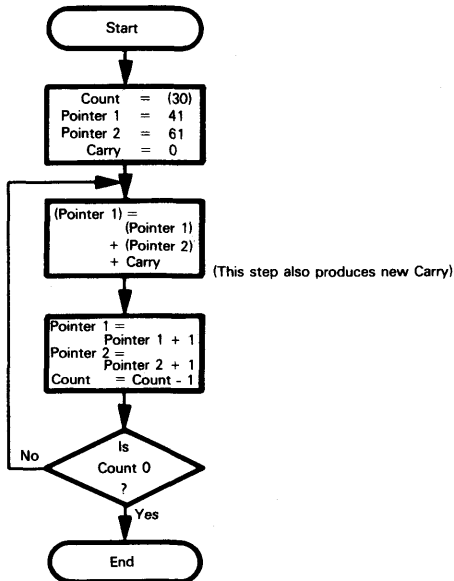 Start
Count = (30)
Pointer 1 = 41
Pointer 2 = 61
Carry = 0
(Pointer 1) =
(Pointer 1)
+ (Pointer 2)
+ Carry
(This step also produces new Carry)
Pointer 1 =
Pointer 1 + 1
Pointer 2 =
Pointer 2 + 1
Count = Count - 1
Is
Count 0
?
No
Yes
End